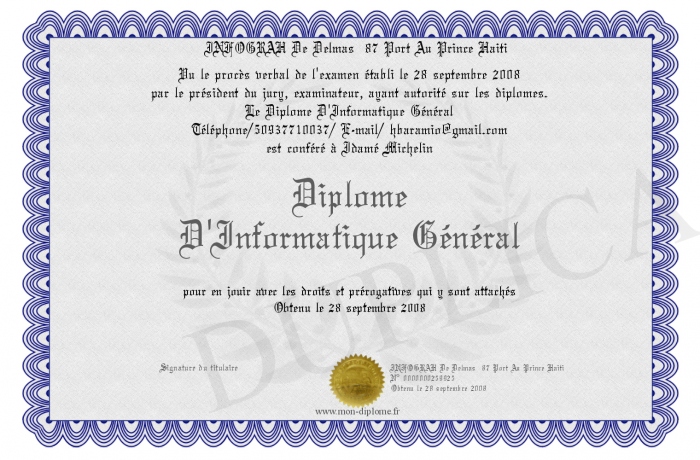 INFOGRAH De Delmas 87 Port Au Prince Haiti
Vu le procès verbal de l'examen établi le 28 septembre 2008
par le président du jury, examinateur, ayant autorité sur les diplomes.
Le Diplome D'Informatique Général
Téléphone/50937710037/ E-mail/ hbaramio@gmail.com
est conféré à Idamé Michelin
Diplome
D'Informatique Général
pour en jouir avec les droits et prérogatives qui y sont attachés
Obtenu le 28 septembre 2008
DUPLICA
Signature du titulaire
INFOGRAH De Delmas 87 Port Au Prince Haiti
N° 0000000259823
Obtenu le 28 septembre 2008
www.mon-diplome.fr